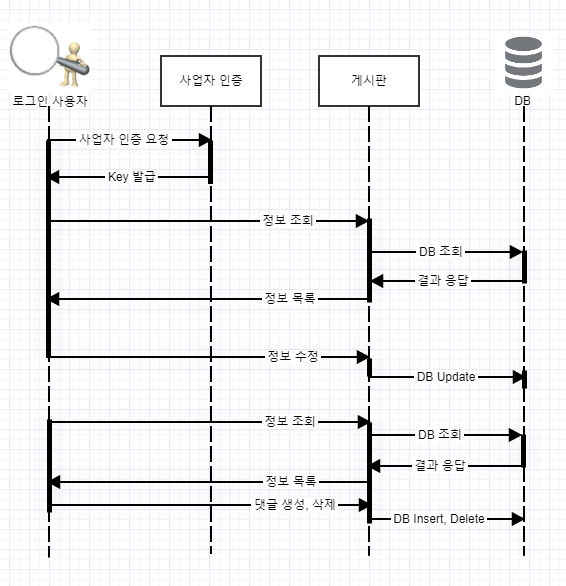 사업자 인증
게시판
로그인 사용자
DB
사업자 인증 요청
Key 발급
정보 조회
DB 조회
결과 응답
정보 목록
정보 수정
DB Update
정보 조회
DB 조회
결과 응답
정보 목록
댓글 생성, 삭제
DB Insert, Delete